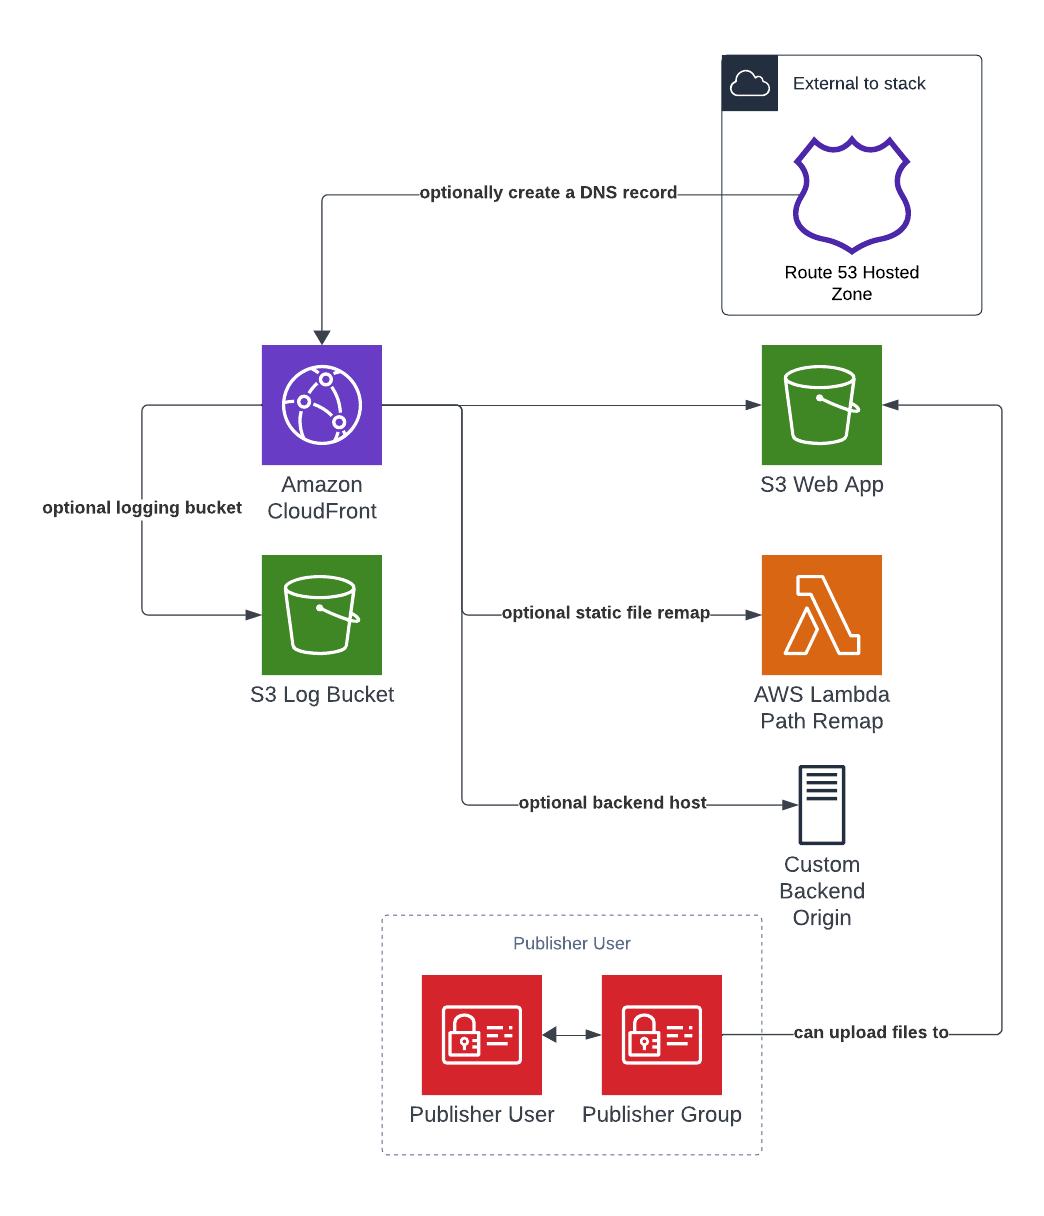 External to stack
optionally create a DNS record
Route 53 Hosted
Zone
Amazon
CloudFront
S3 Web App
optional logging bucket
optional static file remap
S3 Log Bucket
AWS Lambda
Path Remap
optional backend host
Custom
Backend
Origin
Publisher User
can upload files to
Publisher User
Publisher Group